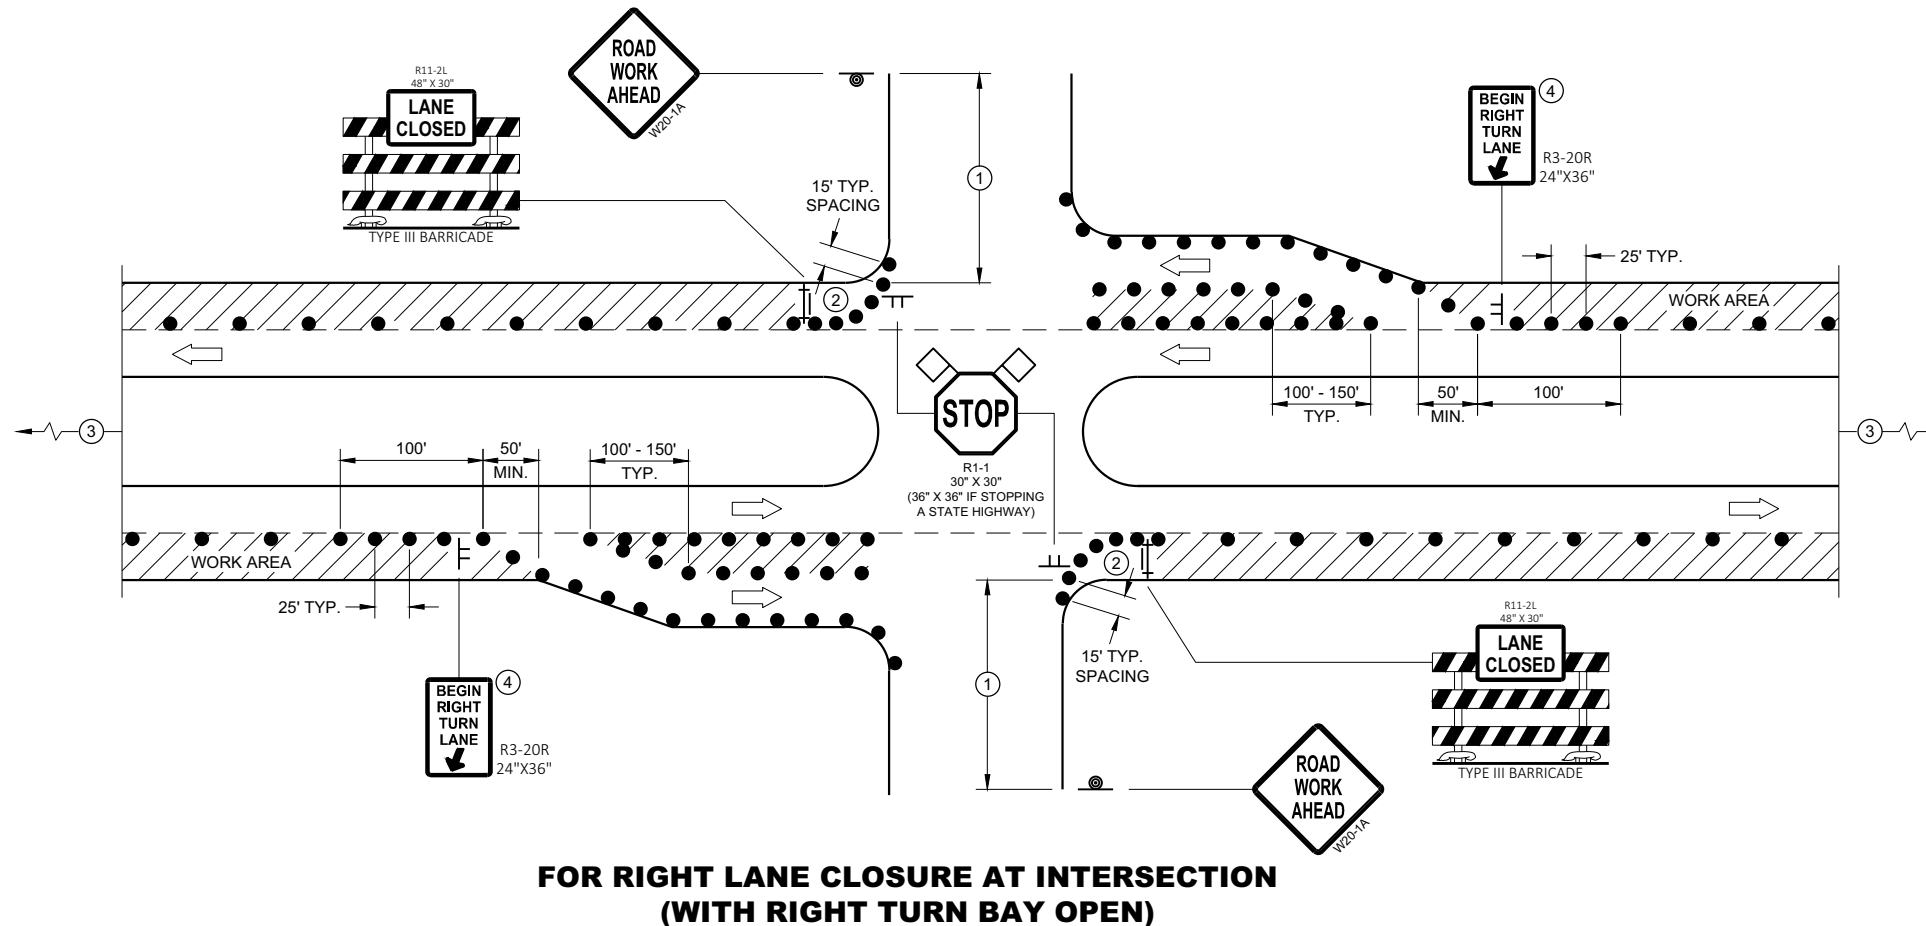 ROAD
WORK
AHEAD
W20-1A
R11-2L
48" X 30"
LANE
CLOSED
TYPE III BARRICADE
15' TYP.
SPACING
1
2
BEGIN
RIGHT
TURN
LANE
4
R3-20R
24"X36"
25' TYP.
WORK AREA
100' - 150'
TYP.
50'
MIN.
100'
3
3
STOP
R1-1
30" X 30"
(36" X 36" IF STOPPING
A STATE HIGHWAY)
100'
50'
MIN.
100' - 150'
TYP.
WORK AREA
25' TYP.
2
15' TYP.
SPACING
1
BEGIN
RIGHT
TURN
LANE
4
R3-20R
24"X36"
R11-2L
48" X 30"
LANE
CLOSED
TYPE III BARRICADE
ROAD
WORK
AHEAD
W20-1A
FOR RIGHT LANE CLOSURE AT INTERSECTION
(WITH RIGHT TURN BAY OPEN)